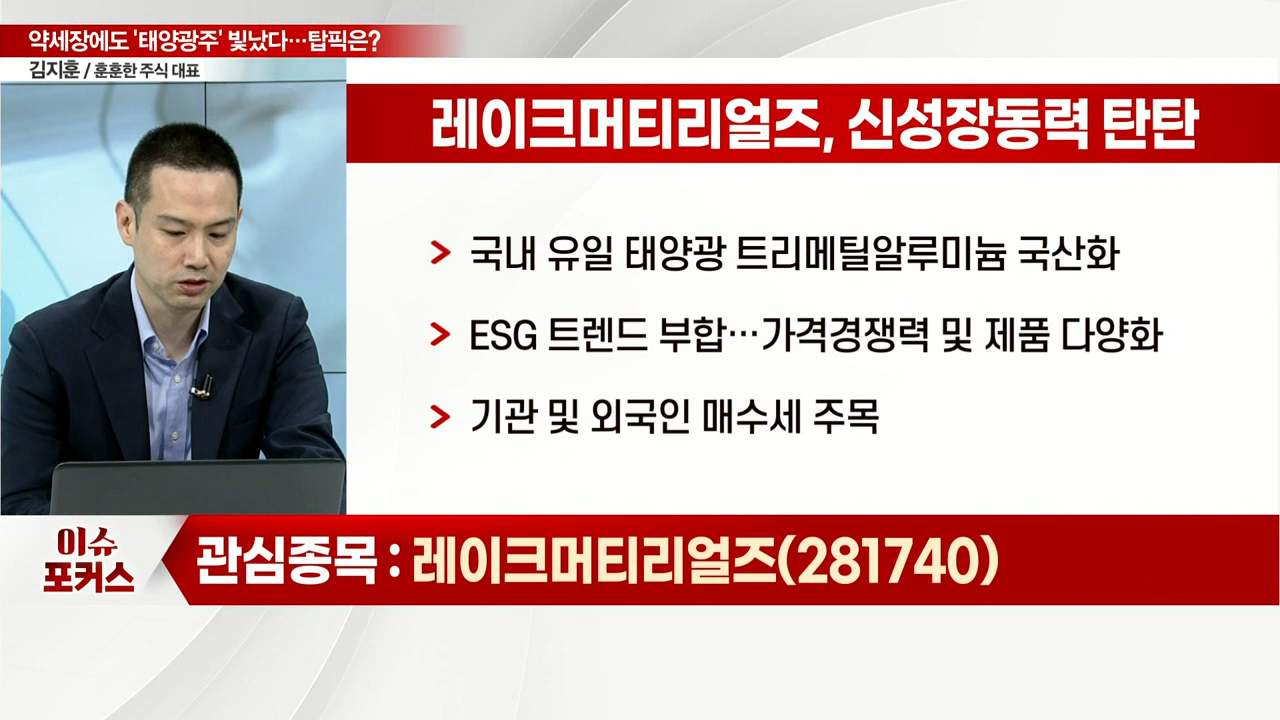 약세장에도 '태양광주' 빛났다…탑픽은?
김지훈 / 훈훈한 주식 대표
레이크머티리얼즈, 신성장동력 탄탄
> 국내 유일 태양광 트리메틸알루미늄 국산화
> ESG 트렌드 부합…가격경쟁력 및 제품 다양화
> 기관 및 외국인 매수세 주목
이슈
포커스
관심종목 : 레이크머티리얼즈(281740)